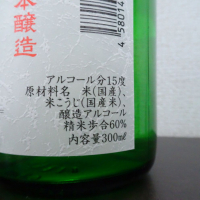 本醸造
4 58014
アルコール分15度
原材料名 米(国産)、
米こうじ(国産米)、
醸造アルコール
精米歩合60%
内容量300ml